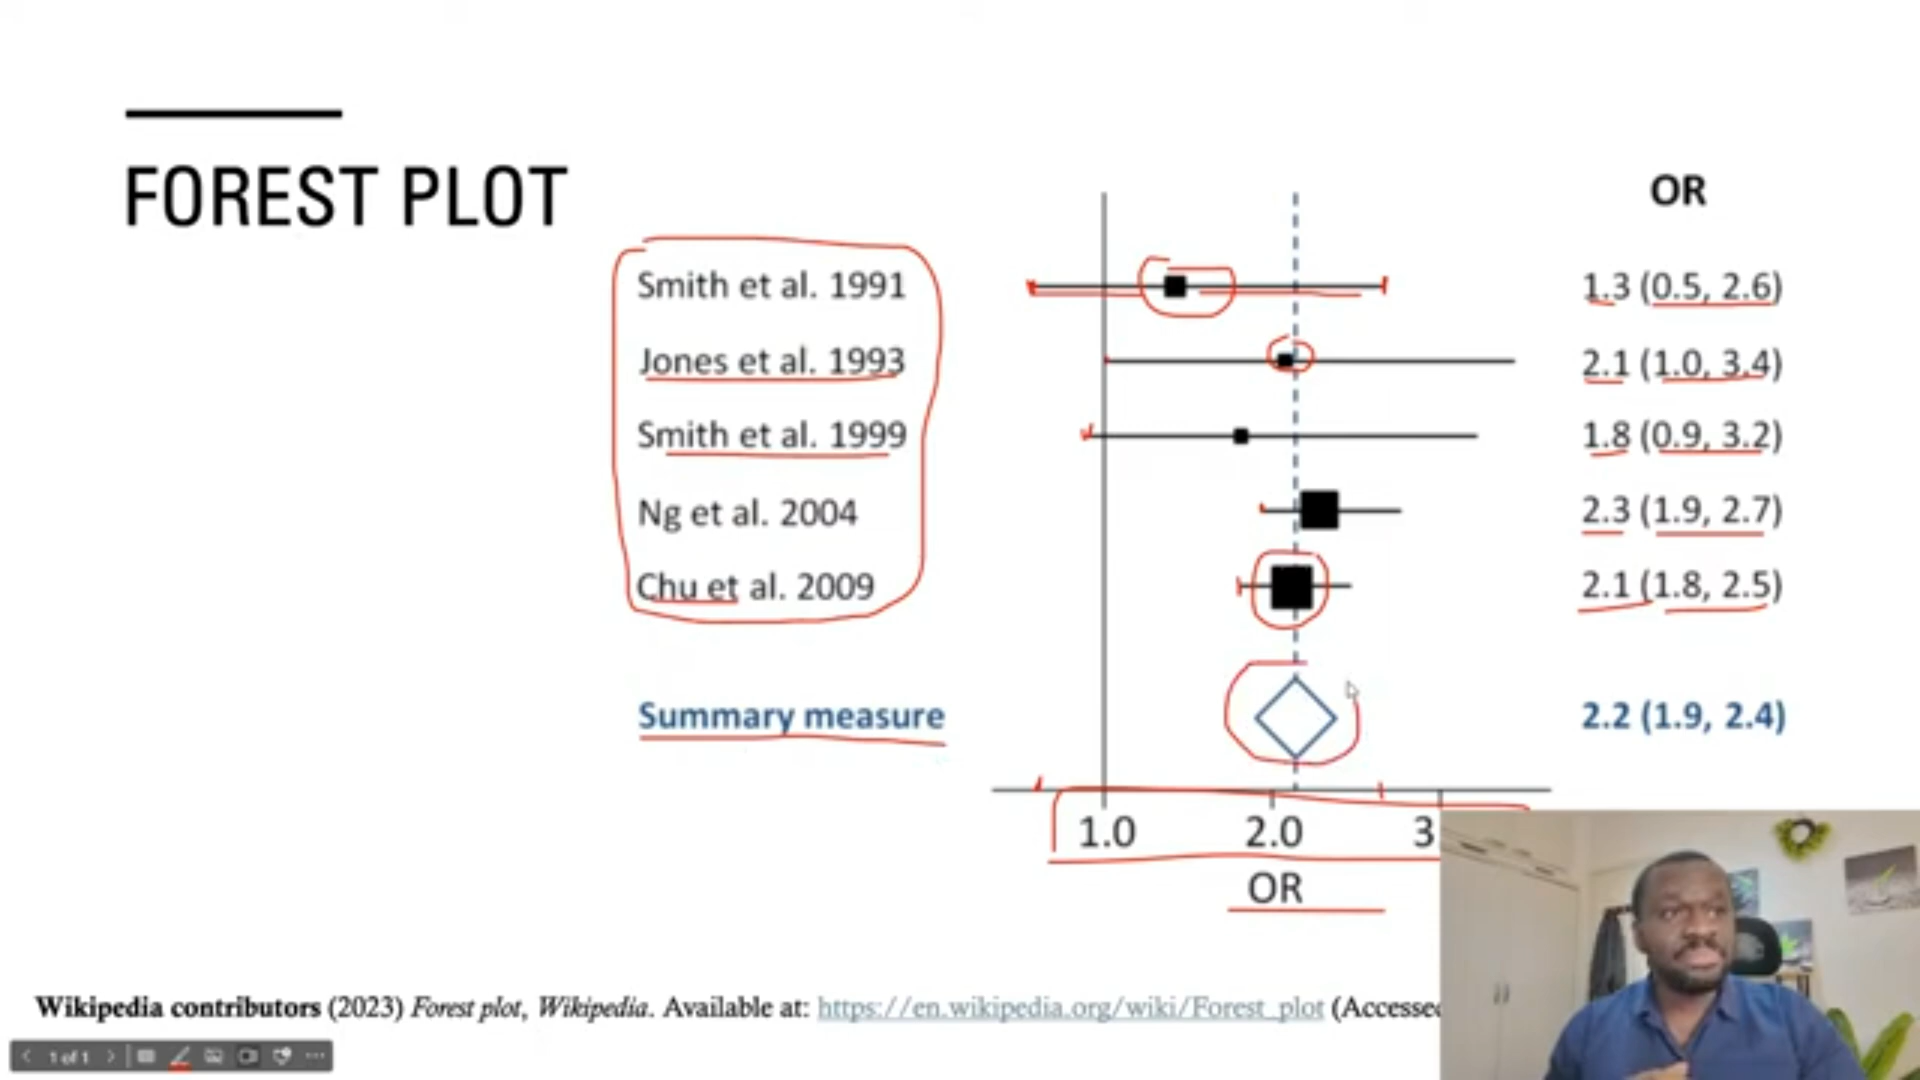 FOREST PLOT
OR
Smith et al. 1991 1.3 (0.5, 2.6)
Jones et al. 1993 2.1 (1.0, 3.4)
Smith et al. 1999 1.8 (0.9, 3.2)
Ng et al. 2004 2.3 (1.9, 2.7)
Chu et al. 2009 2.1 (1.8, 2.5)
Summary measure 2.2 (1.9, 2.4)
1.0 2.0 3
OR
Wikipedia contributors (2023) Forest plot, Wikipedia. Available at: https://en.wikipedia.org/wiki/Forest_plot (Accessed
1 of 1